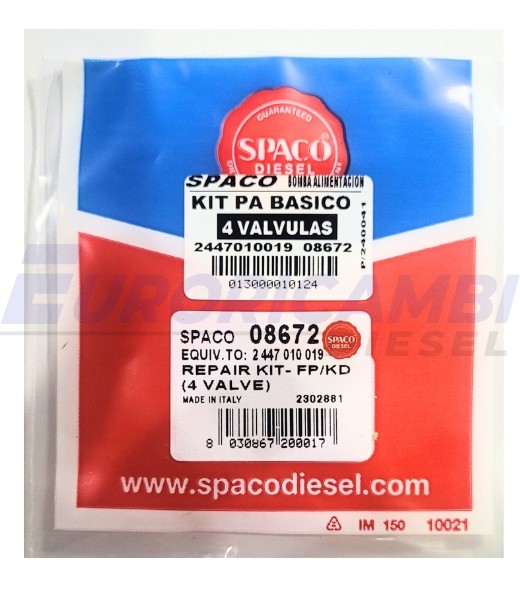 GUARANTEED
SPACO
DIESEL
SPACO BOMBA ALIMENTACION
KIT PA BASICO
4 VALVULAS
2447010019 08672
013000010124
P/240041
EURORICAMBI
DIESEL
SPACO 08672
SPACO
DIESEL
EQUIV.TO: 2 447 010 019
REPAIR KIT- FP/KD
(4 VALVE)
MADE IN ITALY 2302881
8 030867 200017
www.spacodiesel.com
IM 150 10021